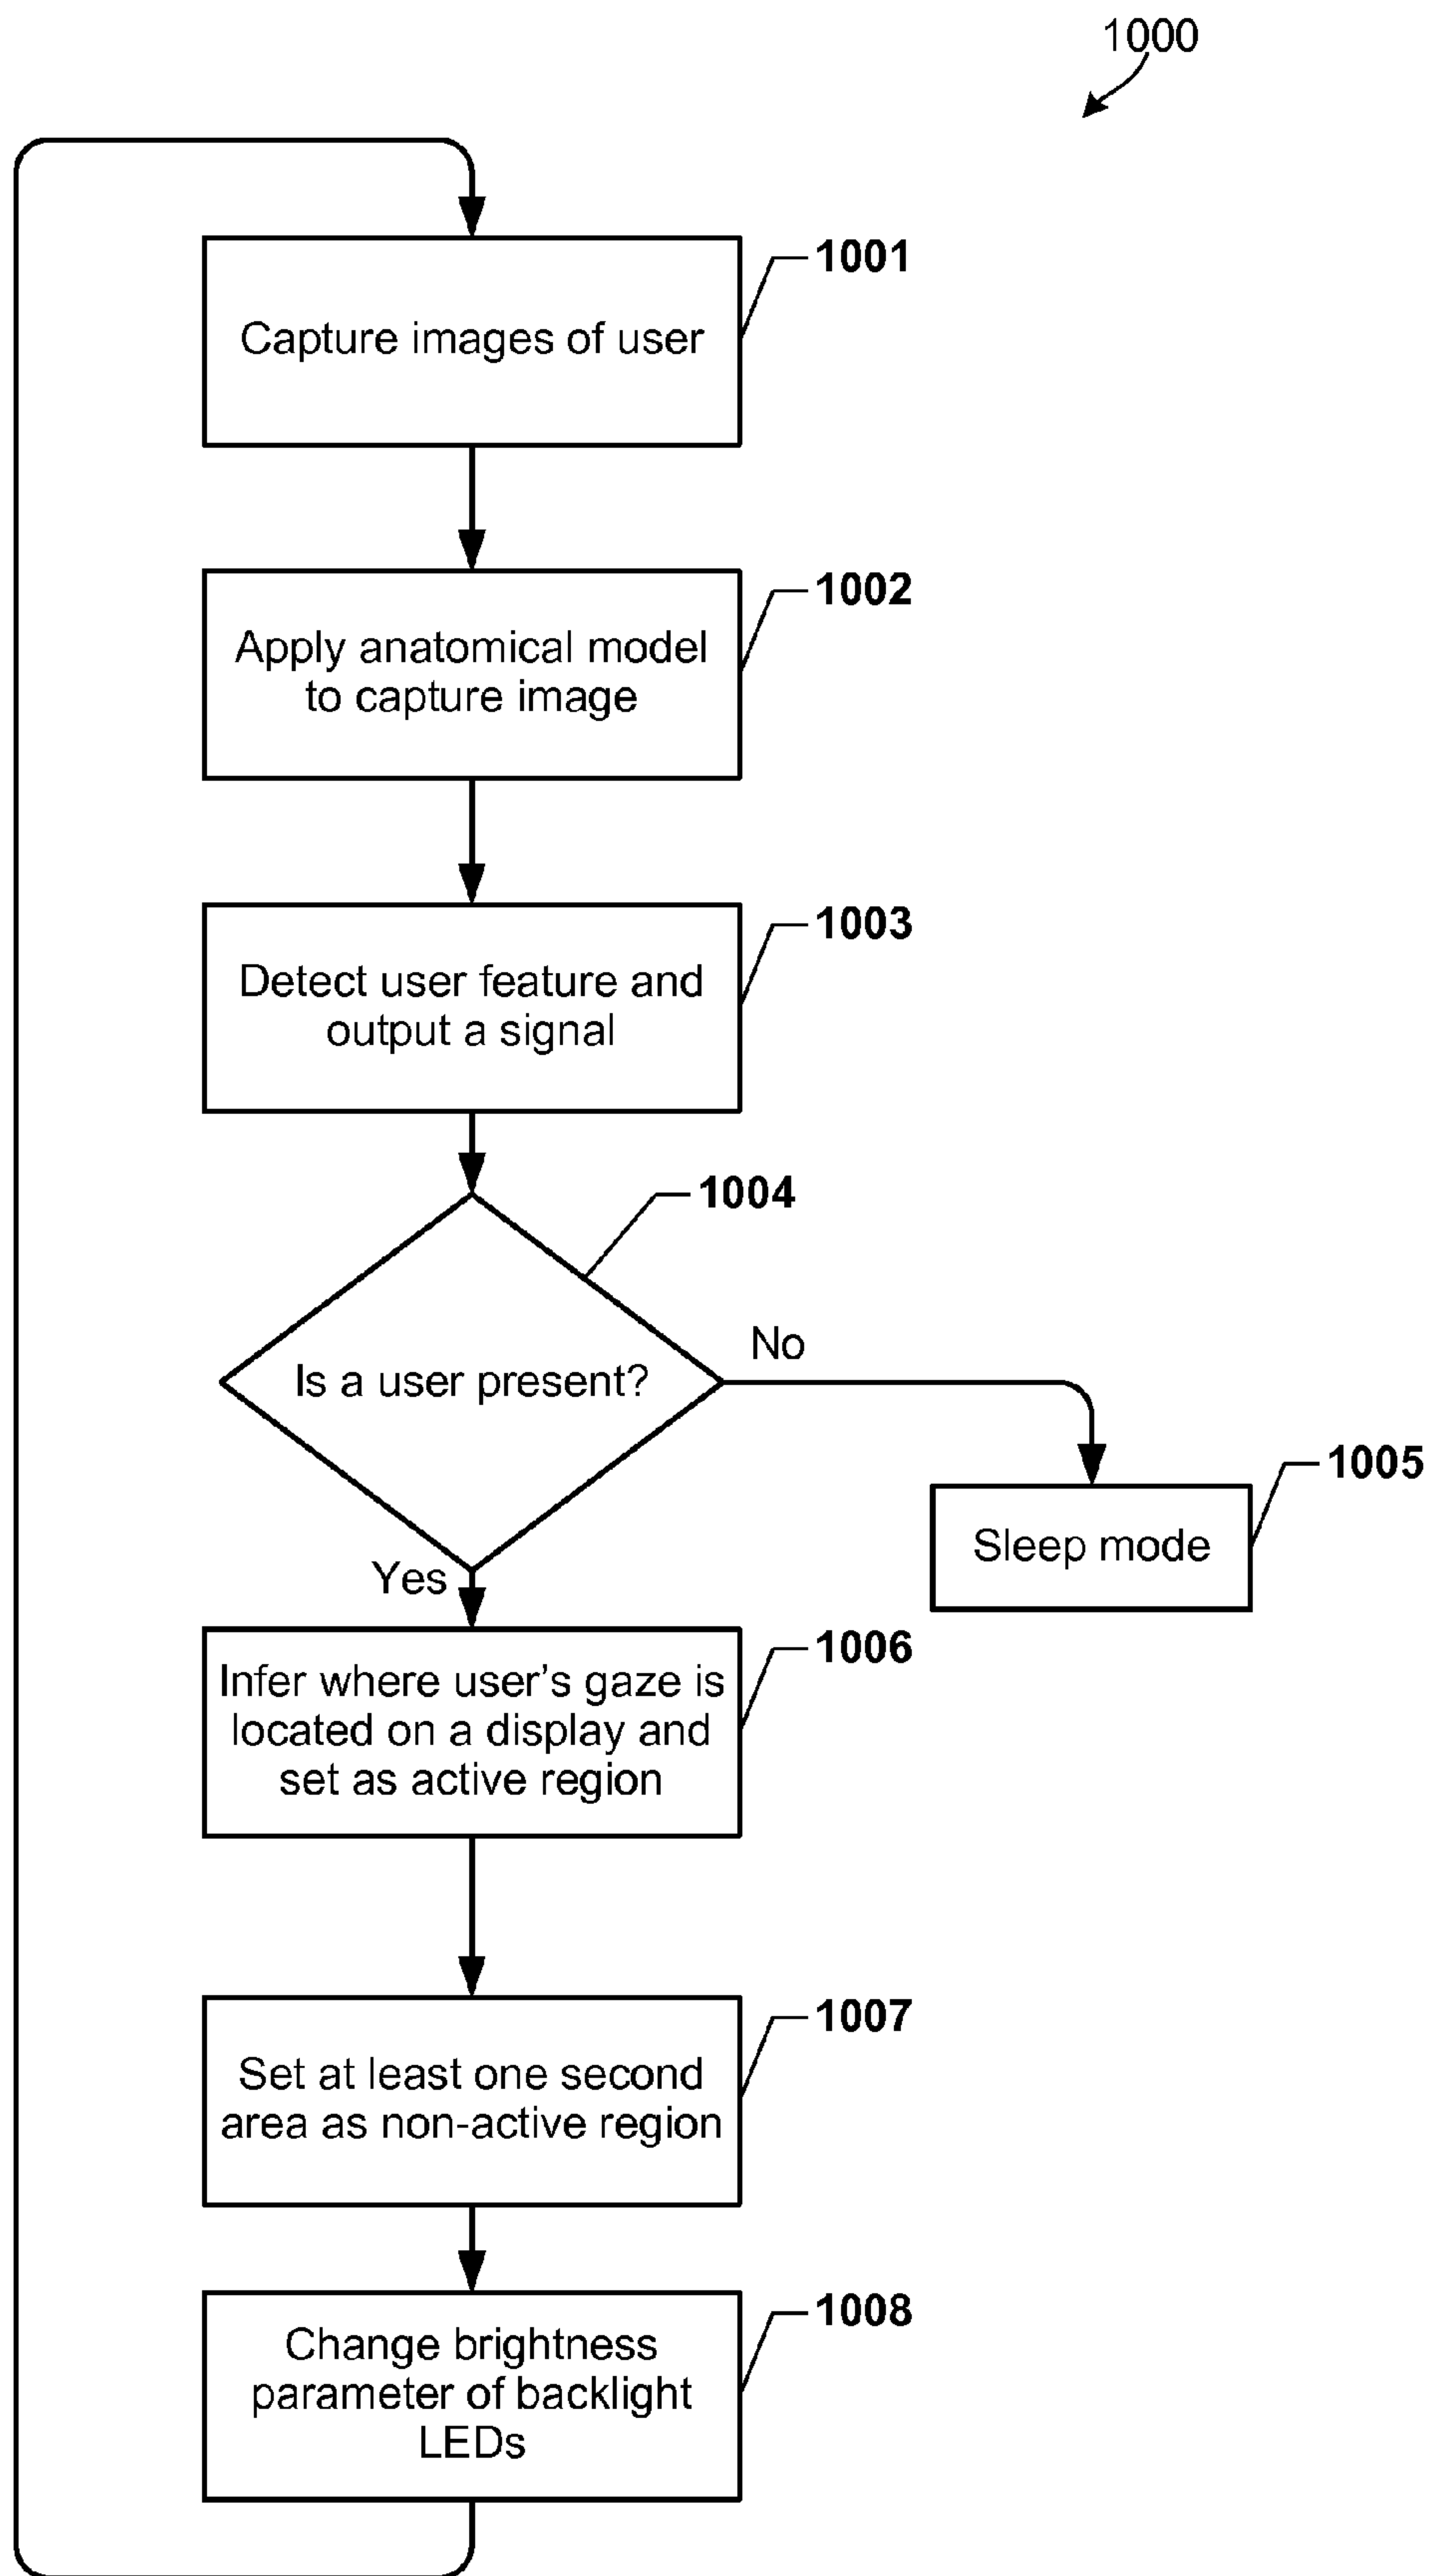 1000
1001
Capture images of user
1002
Apply anatomical model
to capture image
1003
Detect user feature and
output a signal
1004
Is a user present?
No
1005
Sleep mode
Yes
1006
Infer where user's gaze is
located on a display and
set as active region
1007
Set at least one second
area as non-active region
1008
Change brightness
parameter of backlight
LEDs